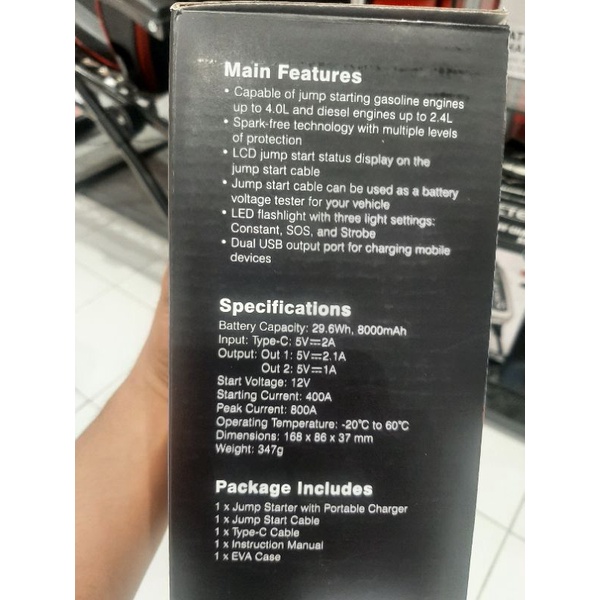 Main Features
• Capable of jump starting gasoline engines
up to 4.0L and diesel engines up to 2.4L
• Spark-free technology with multiple levels
of protection
• LCD jump start status display on the
jump start cable
• Jump start cable can be used as a battery
voltage tester for your vehicle
• LED flashlight with three light settings:
Constant, SOS, and Strobe
• Dual USB output port for charging mobile
devices
Specifications
Battery Capacity: 29.6Wh, 8000mAh
Input: Type-C: 5V⎓2A
Output: Out 1: 5V⎓2.1A
Out 2: 5V⎓1A
Start Voltage: 12V
Starting Current: 400A
Peak Current: 800A
Operating Temperature: -20°C to 60°C
Dimensions: 168 x 86 x 37 mm
Weight: 347g
Package Includes
1 x Jump Starter with Portable Charger
1 x Jump Start Cable
1 x Type-C Cable
1 x Instruction Manual
1 x EVA Case